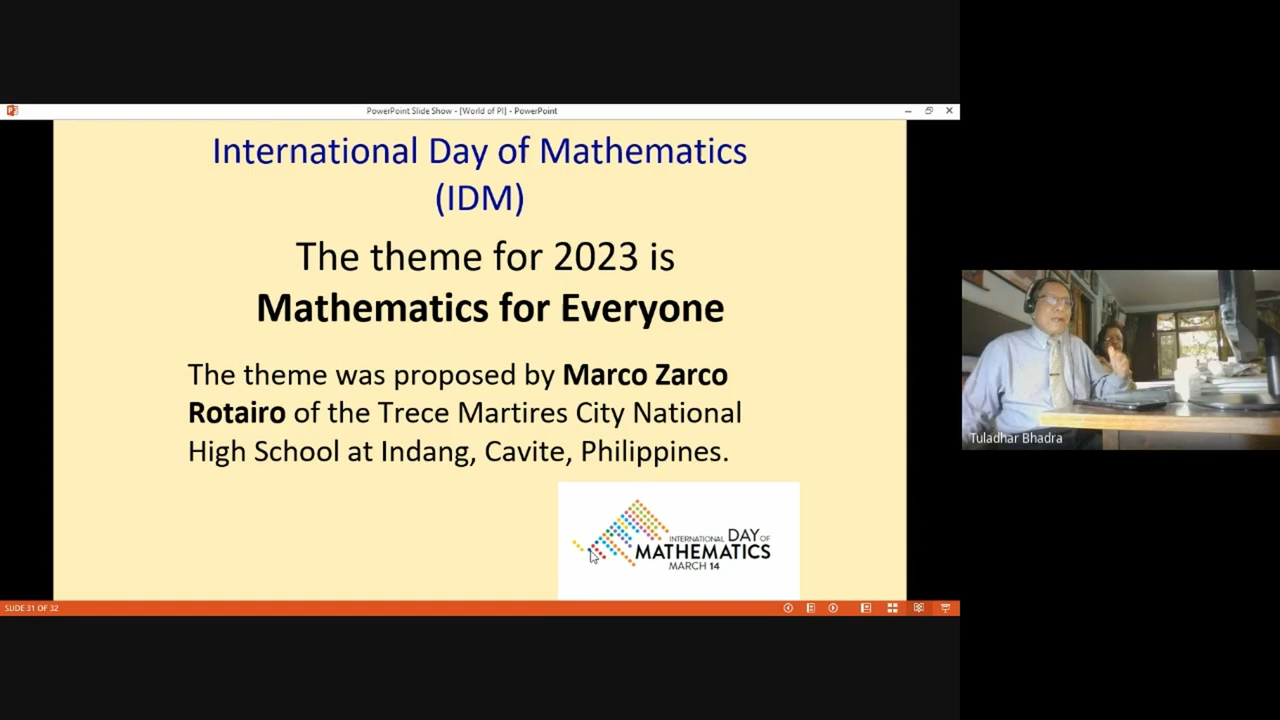 PowerPoint Slide Show - [World of PI] - PowerPoint
International Day of Mathematics
(IDM)
The theme for 2023 is
Mathematics for Everyone
The theme was proposed by Marco Zarco
Rotairo of the Trece Martires City National
High School at Indang, Cavite, Philippines.
INTERNATIONAL DAY OF
MATHEMATICS
MARCH 14
SLIDE 31 OF 32
Tuladhar Bhadra